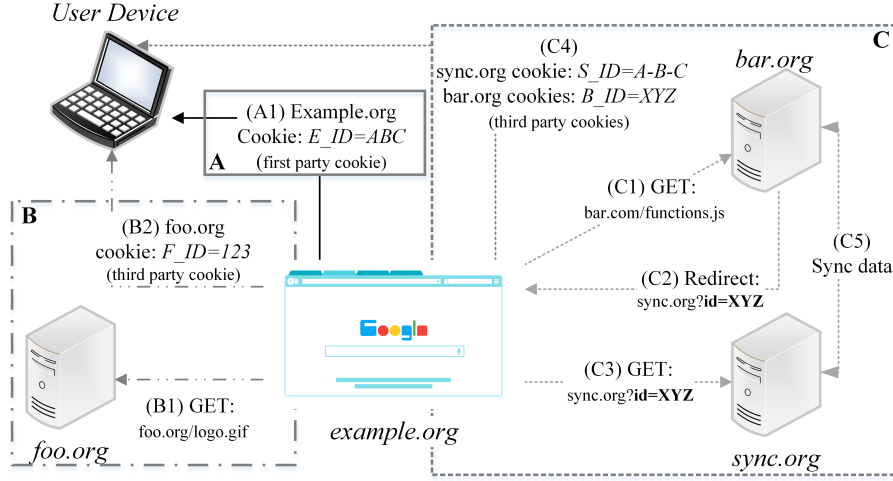 User Device
C
(C4)
sync.org cookie: S_ID=A-B-C
bar.org cookies: B_ID=XYZ
(third party cookies)
bar.org
(A1) Example.org
Cookie: E_ID=ABC
(first party cookie)
A
(C1) GET:
bar.com/functions.js
B
(B2) foo.org
cookie: F_ID=123
(third party cookie)
(C5)
Sync data
(C2) Redirect:
sync.org?id=XYZ
Google
(C3) GET:
sync.org?id=XYZ
(B1) GET:
foo.org/logo.gif
foo.org
example.org
sync.org